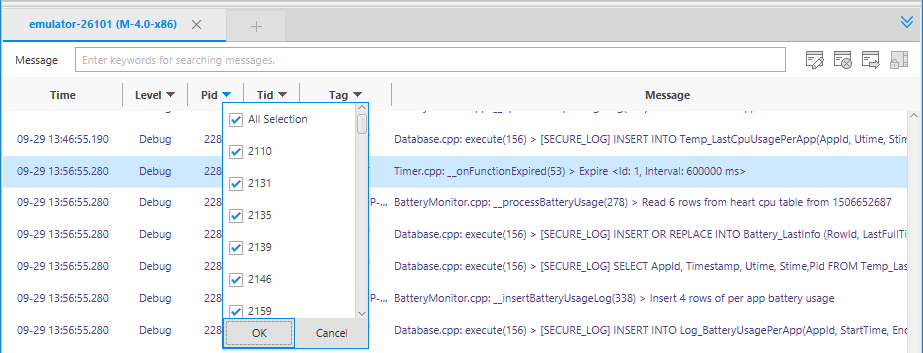 emulator-26101 (M-4.0-x86)
Message Enter keywords for searching messages.
Time Level Pid Tid Tag Message
All Selection
2110
2131
2135
2139
2146
2159
OK Cancel
09-29 13:46:55.190 Debug 228 Database.cpp: execute(156) > [SECURE_LOG] INSERT INTO Temp_LastCpuUsagePerApp(AppId, Utime, Stim
09-29 13:56:55.280 Debug 228 Timer.cpp: __onFunctionExpired(53) > Expire <Id: 1, Interval: 600000 ms>
09-29 13:56:55.280 Debug 228 P-... BatteryMonitor.cpp: __processBatteryUsage(278) > Read 6 rows from heart cpu table from 1506652687
09-29 13:56:55.280 Debug 228 Database.cpp: execute(156) > [SECURE_LOG] INSERT OR REPLACE INTO Battery_LastInfo (RowId, LastFullTi
09-29 13:56:55.280 Debug 228 Database.cpp: execute(156) > [SECURE_LOG] SELECT AppId, Timestamp, Utime, Stime,Pid FROM Temp_Las
09-29 13:56:55.280 Debug 228 P-... BatteryMonitor.cpp: __insertBatteryUsageLog(338) > Insert 4 rows of per app battery usage
09-29 13:56:55.280 Debug 228 Database.cpp: execute(156) > [SECURE_LOG] INSERT INTO Log_BatteryUsagePerApp(AppId, StartTime, End